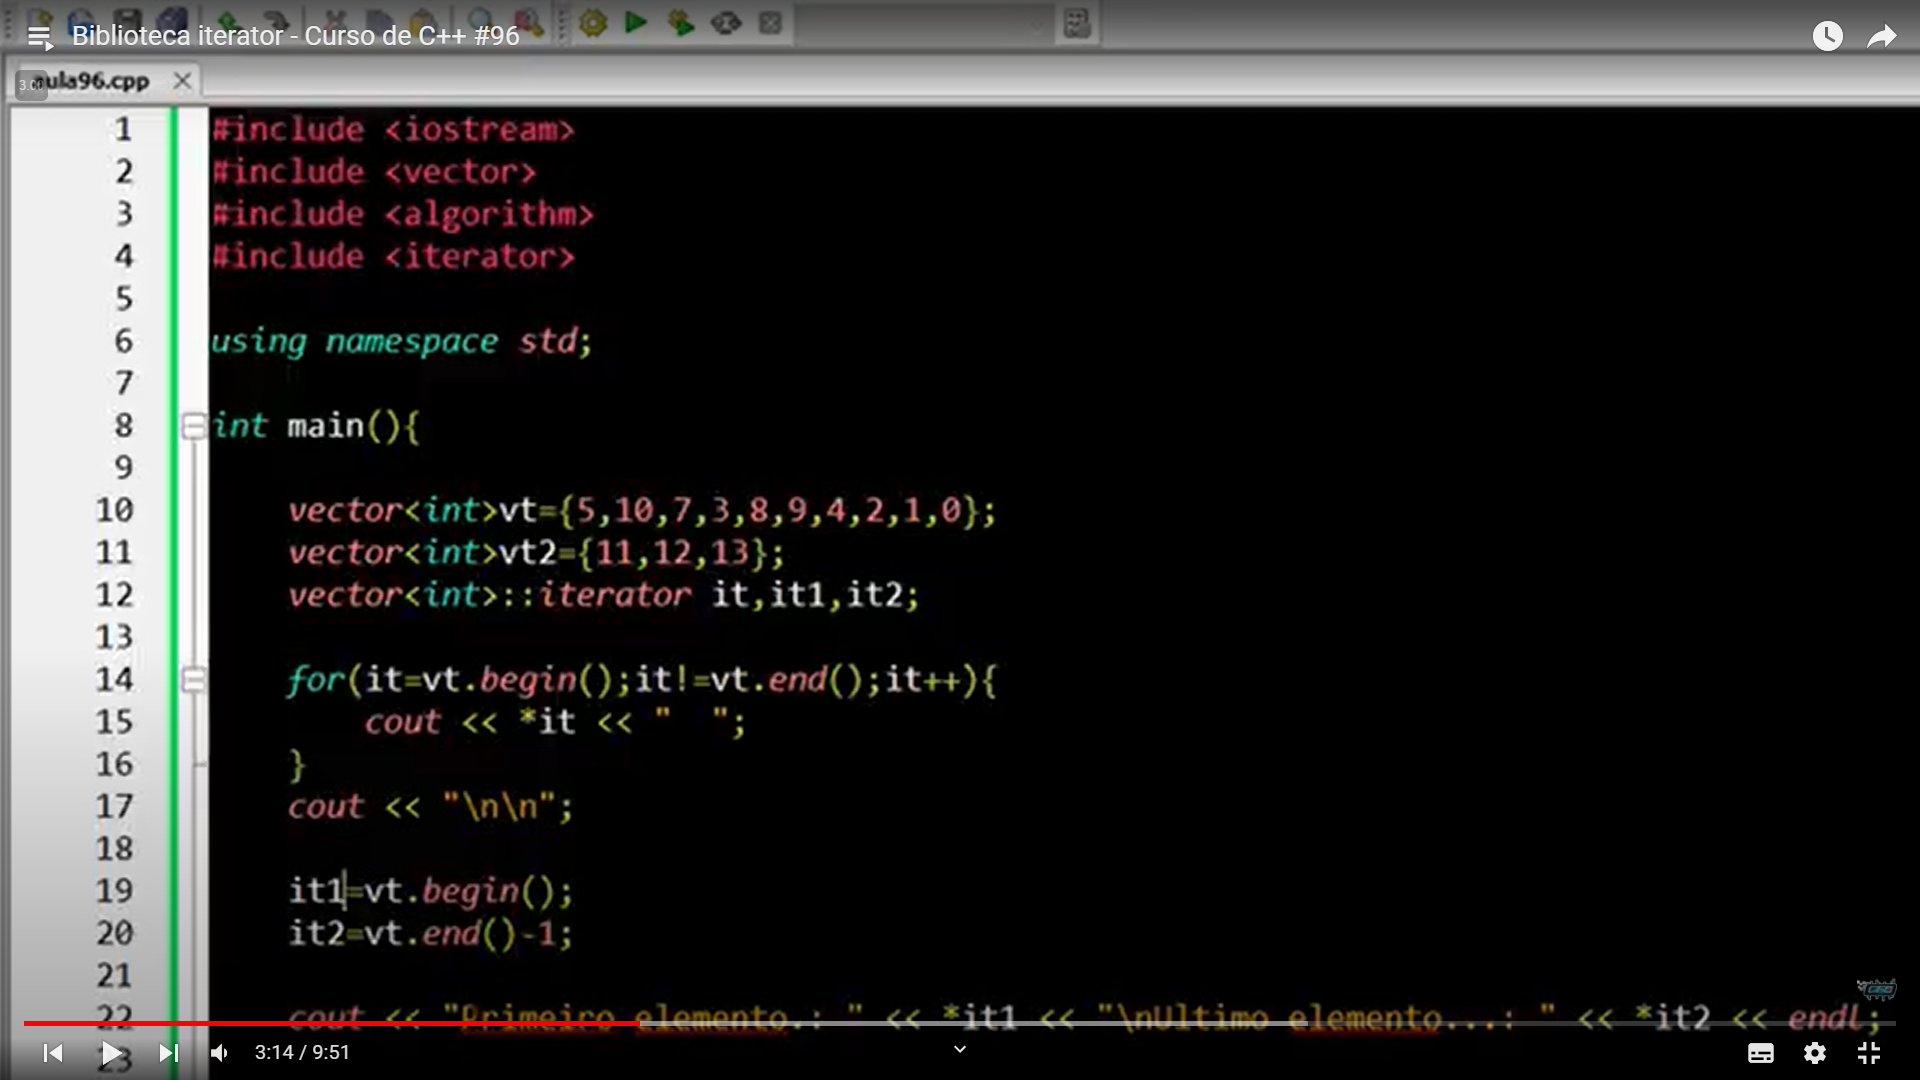 Biblioteca iterator - Curso de C++ #96
aula96.cpp
1 #include <iostream>
2 #include <vector>
3 #include <algorithm>
4 #include <iterator>
5
6 using namespace std;
7
8 int main(){
9
10 vector<int>vt={5,10,7,3,8,9,4,2,1,0};
11 vector<int>vt2={11,12,13};
12 vector<int>::iterator it,it1,it2;
13
14 for(it=vt.begin();it!=vt.end();it++){
15 cout << *it << "  ";
16 }
17 cout << "\n\n";
18
19 it1=vt.begin();
20 it2=vt.end()-1;
21
22 cout << "Primeiro elemento.: " << *it1 << "\nUltimo elemento...: " << *it2 << endl;
23
3:14 / 9:51